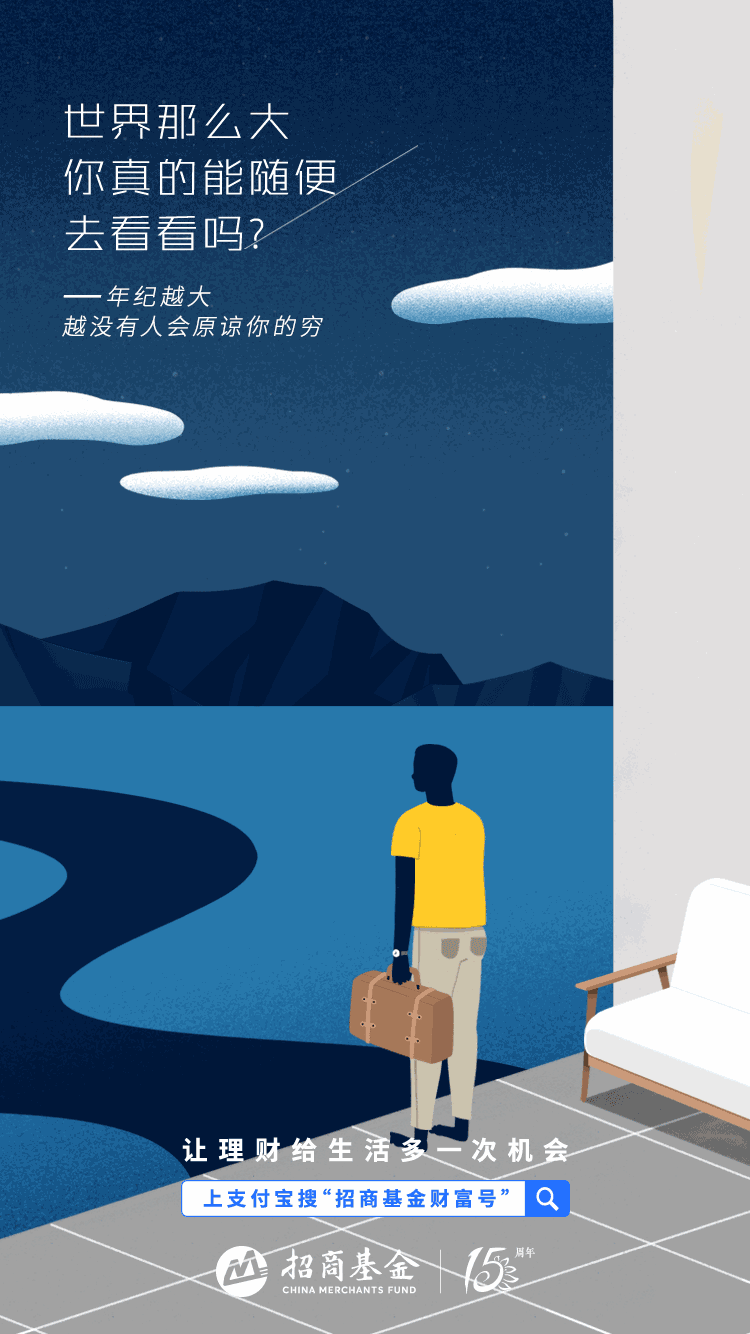 世界那么大
你真的能随便
去看看吗?
——年纪越大
越没有人会原谅你的穷
让理财给生活多一次机会
上支付宝搜“招商基金财富号”
招商基金
CHINA MERCHANTS FUND
15周年